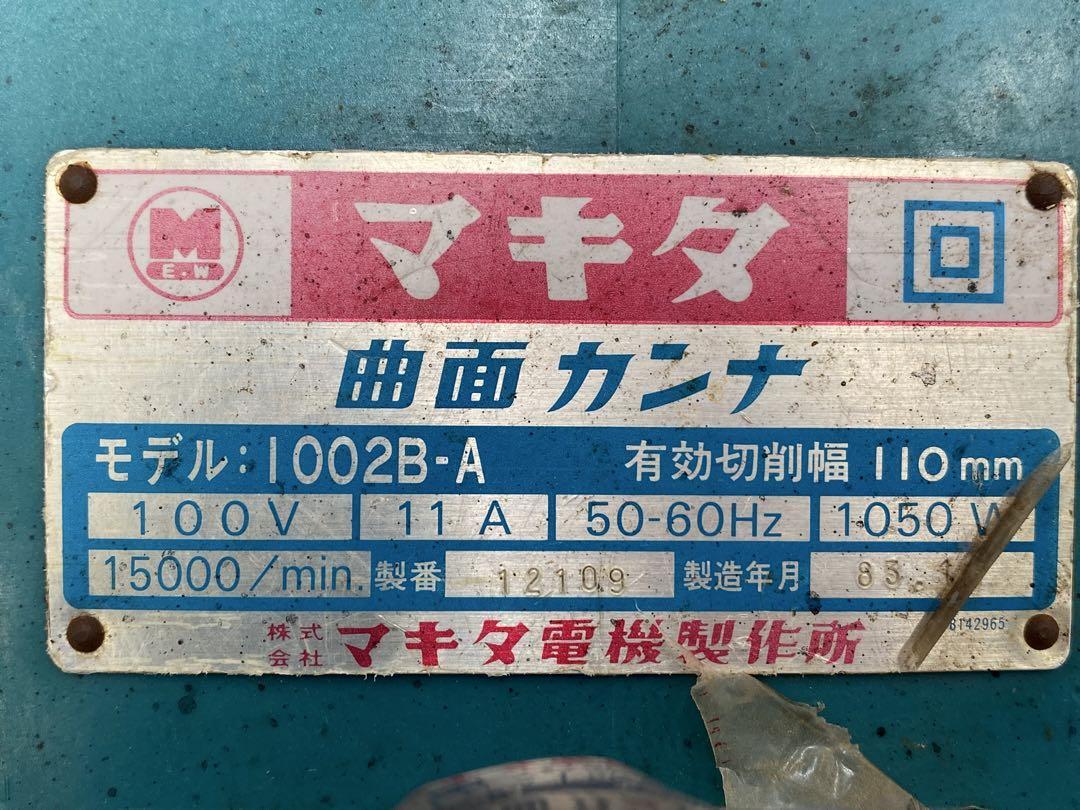 M
E.W
マキタ
曲面カンナ
モデル:1002B-A 有効切削幅 110mm
100V 11A 50-60Hz 1050W
15000/min. 製番 12109 製造年月
株式会社 マキタ電機製作所